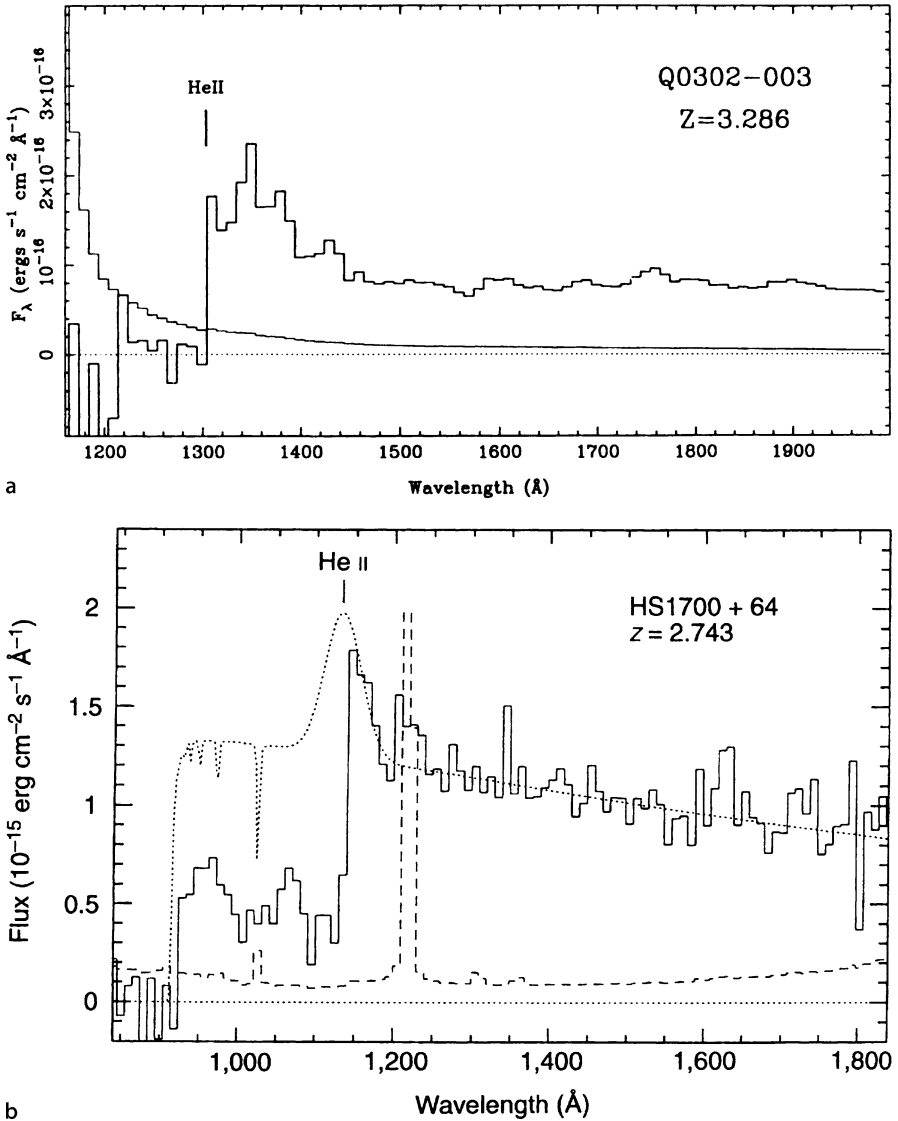 Q0302−003
Z=3.286
HeII
F_λ (ergs s⁻¹ cm⁻² Å⁻¹)
3×10⁻¹⁶
2×10⁻¹⁶
10⁻¹⁶
0
1200 1300 1400 1500 1600 1700 1800 1900
Wavelength (Å)
a
He II
HS1700 + 64
z = 2.743
Flux (10⁻¹⁵ erg cm⁻² s⁻¹ Å⁻¹)
2
1.5
1
0.5
0
1,000 1,200 1,400 1,600 1,800
Wavelength (Å)
b